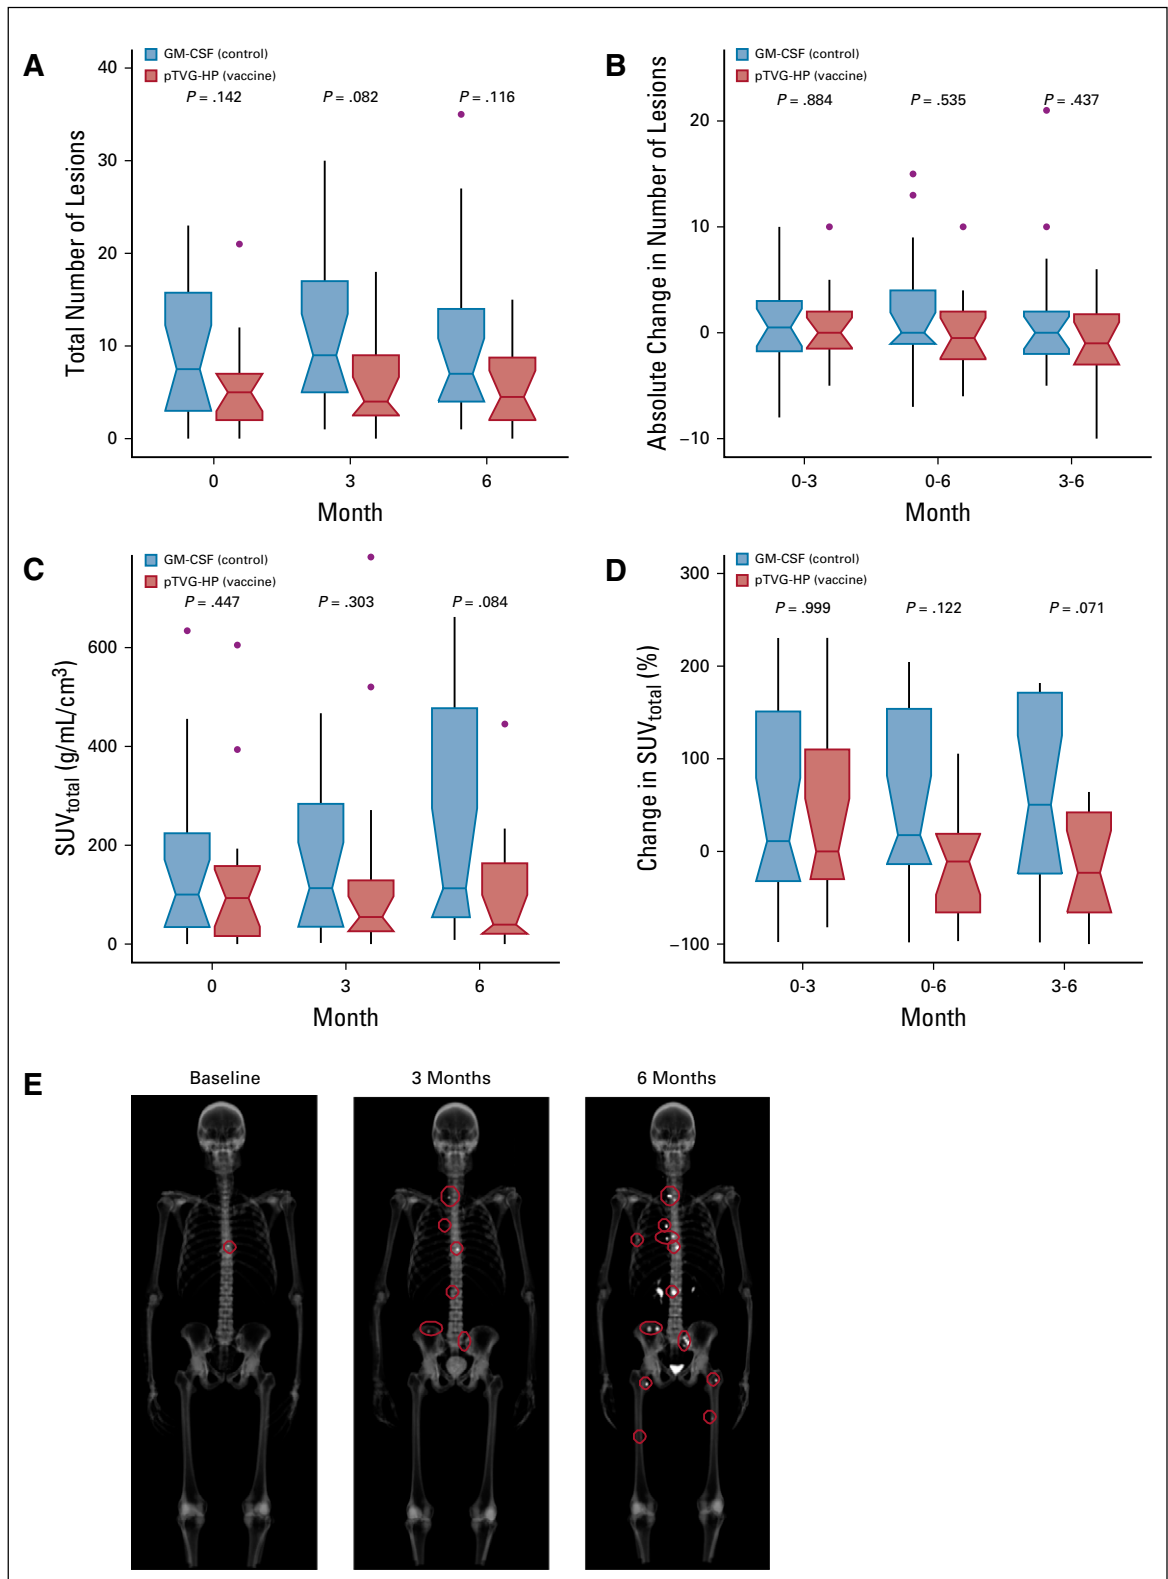 A
GM-CSF (control)
pTVG-HP (vaccine)
P = .142
P = .082
P = .116
Total Number of Lesions
40
30
20
10
0
0
3
6
Month
B
GM-CSF (control)
pTVG-HP (vaccine)
P = .884
P = .535
P = .437
Absolute Change in Number of Lesions
20
10
0
−10
0-3
0-6
3-6
Month
C
GM-CSF (control)
pTVG-HP (vaccine)
P = .447
P = .303
P = .084
SUVtotal (g/mL/cm³)
600
400
200
0
0
3
6
Month
D
GM-CSF (control)
pTVG-HP (vaccine)
P = .999
P = .122
P = .071
Change in SUVtotal (%)
300
200
100
0
−100
0-3
0-6
3-6
Month
E
Baseline
3 Months
6 Months